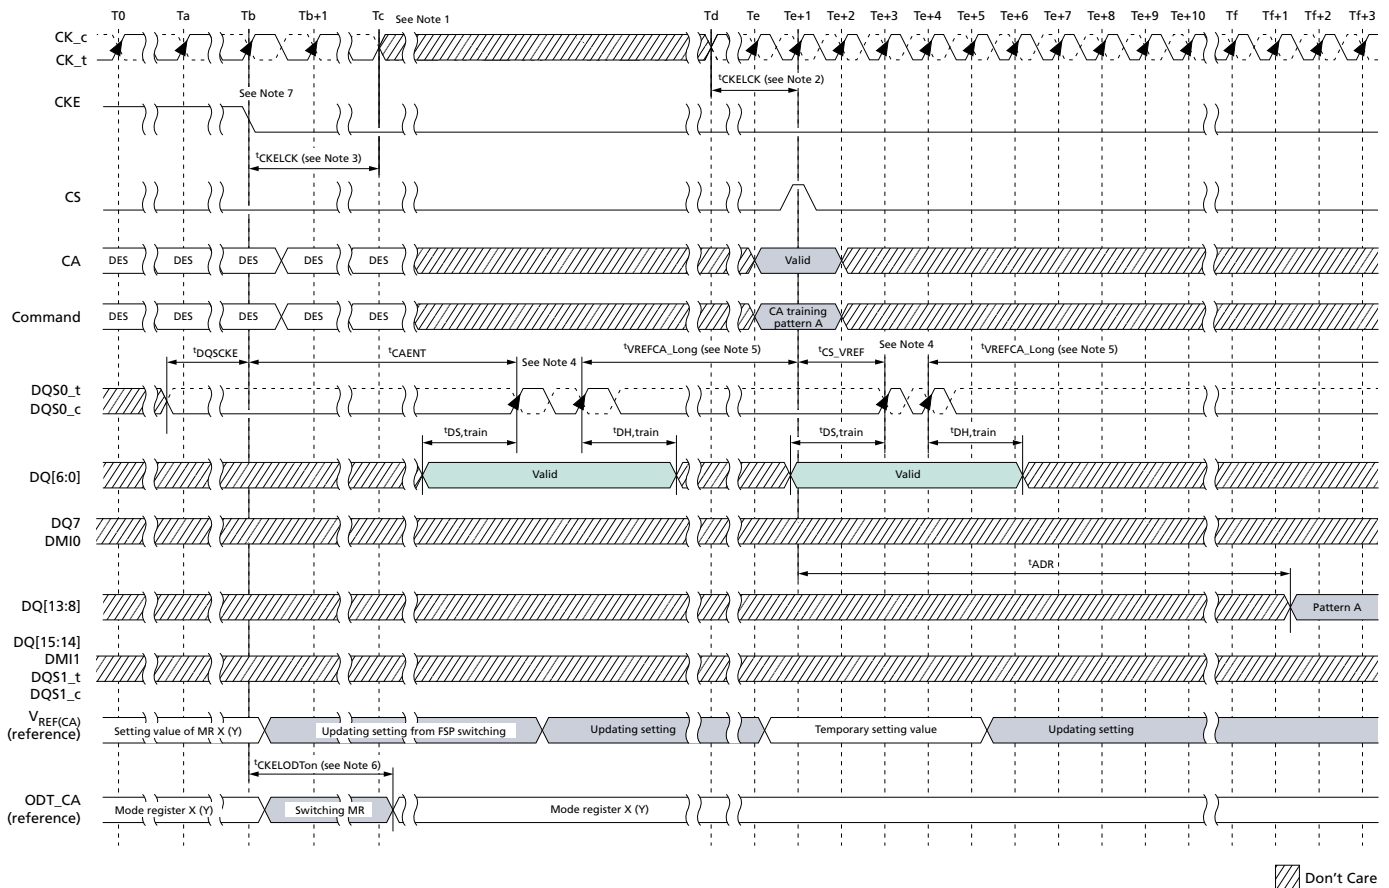 T0 Ta Tb Tb+1 Tc See Note 1 Td Te Te+1 Te+2 Te+3 Te+4 Te+5 Te+6 Te+7 Te+8 Te+9 Te+10 Tf Tf+1 Tf+2 Tf+3
CK_c
CK_t
tCKELCK (see Note 2)
CKE
See Note 7
tCKELCK (see Note 3)
CS
CA DES DES DES DES DES Valid
Command DES DES DES DES DES CA training
pattern A
tDQSCKE tCAENT See Note 4 tVREFCA_Long (see Note 5) tCS_VREF See Note 4 tVREFCA_Long (see Note 5)
DQS0_t
DQS0_c
tDS,train tDH,train tDS,train tDH,train
DQ[6:0] Valid Valid
DQ7
DMI0
tADR
DQ[13:8] Pattern A
DQ[15:14]
DMI1
DQS1_t
DQS1_c
VREF(CA)
(reference) Setting value of MR X (Y) Updating setting from FSP switching Updating setting Temporary setting value Updating setting
tCKELODTon (see Note 6)
ODT_CA
(reference) Mode register X (Y) Switching MR Mode register X (Y)
Don't Care